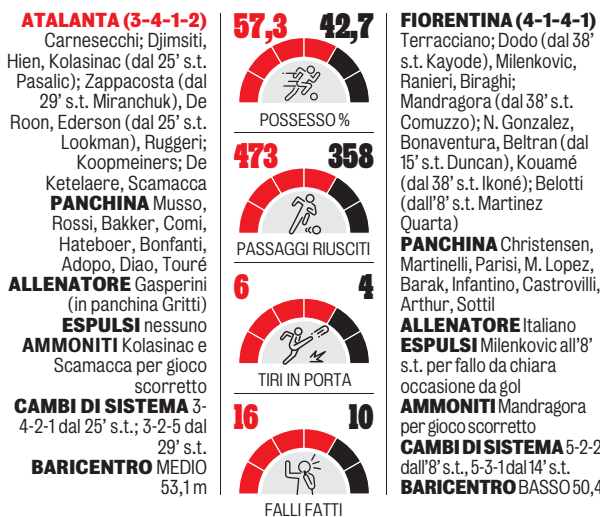 ATALANTA (3-4-1-2)
Carnesecchi; Djimsiti,
Hien, Kolasinac (dal 25' s.t.
Pasalic); Zappacosta (dal
29' s.t. Miranchuk), De
Roon, Ederson (dal 25' s.t.
Lookman), Ruggeri;
Koopmeiners; De
Ketelaere, Scamacca
PANCHINA Musso,
Rossi, Bakker, Comi,
Hateboer, Bonfanti,
Adopo, Diao, Touré
ALLENATORE Gasperini
(in panchina Gritti)
ESPULSI nessuno
AMMONITI Kolasinac e
Scamacca per gioco
scorretto
CAMBI DI SISTEMA 3-
4-2-1 dal 25' s.t.; 3-2-5 dal
29' s.t.
BARICENTRO MEDIO
53,1 m
57,3 42,7
POSSESSO %
473 358
PASSAGGI RIUSCITI
6 4
TIRI IN PORTA
16 10
FALLI FATTI
FIORENTINA (4-1-4-1)
Terracciano; Dodo (dal 38'
s.t. Kayode), Milenkovic,
Ranieri, Biraghi;
Mandragora (dal 38' s.t.
Comuzzo); N. Gonzalez,
Bonaventura, Beltran (dal
15' s.t. Duncan), Kouamé
(dal 38' s.t. Ikoné); Belotti
(dall'8' s.t. Martinez
Quarta)
PANCHINA Christensen,
Martinelli, Parisi, M. Lopez,
Barak, Infantino, Castrovilli,
Arthur, Sottil
ALLENATORE Italiano
ESPULSI Milenkovic all'8'
s.t. per fallo da chiara
occasione da gol
AMMONITI Mandragora
per gioco scorretto
CAMBI DI SISTEMA 5-2-2
dall'8' s.t., 5-3-1 dal 14' s.t.
BARICENTRO BASSO 50,4